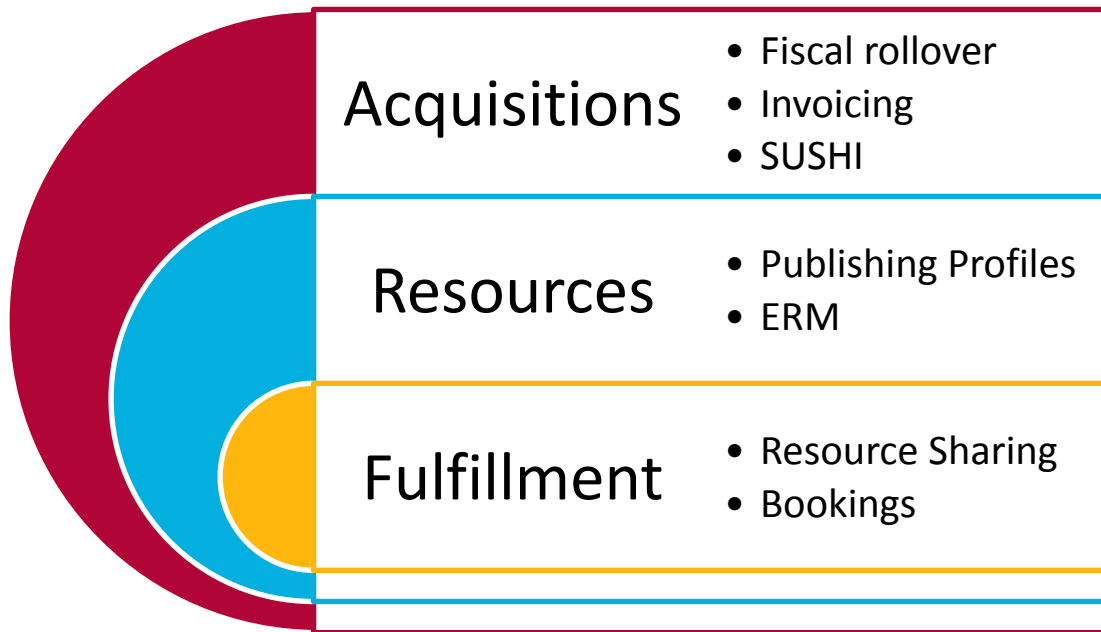 Acquisitions
• Fiscal rollover
• Invoicing
• SUSHI
Resources
• Publishing Profiles
• ERM
Fulfillment
• Resource Sharing
• Bookings